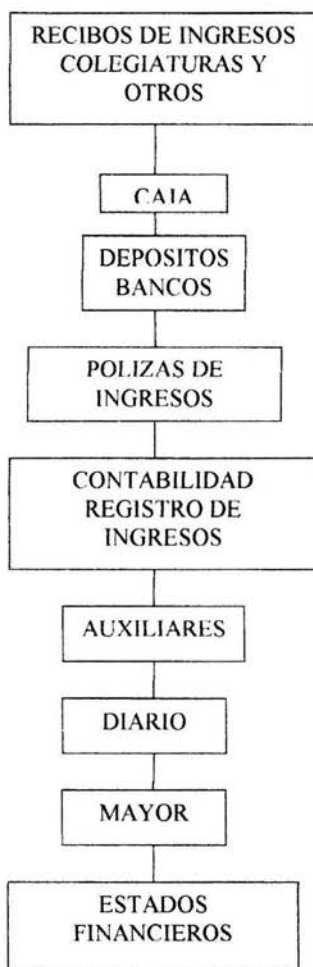 RECIBOS DE INGRESOS
COLEGIATURAS Y
OTROS
CAJA
DEPOSITOS
BANCOS
POLIZAS DE
INGRESOS
CONTABILIDAD
REGISTRO DE
INGRESOS
AUXILIARES
DIARIO
MAYOR
ESTADOS
FINANCIEROS